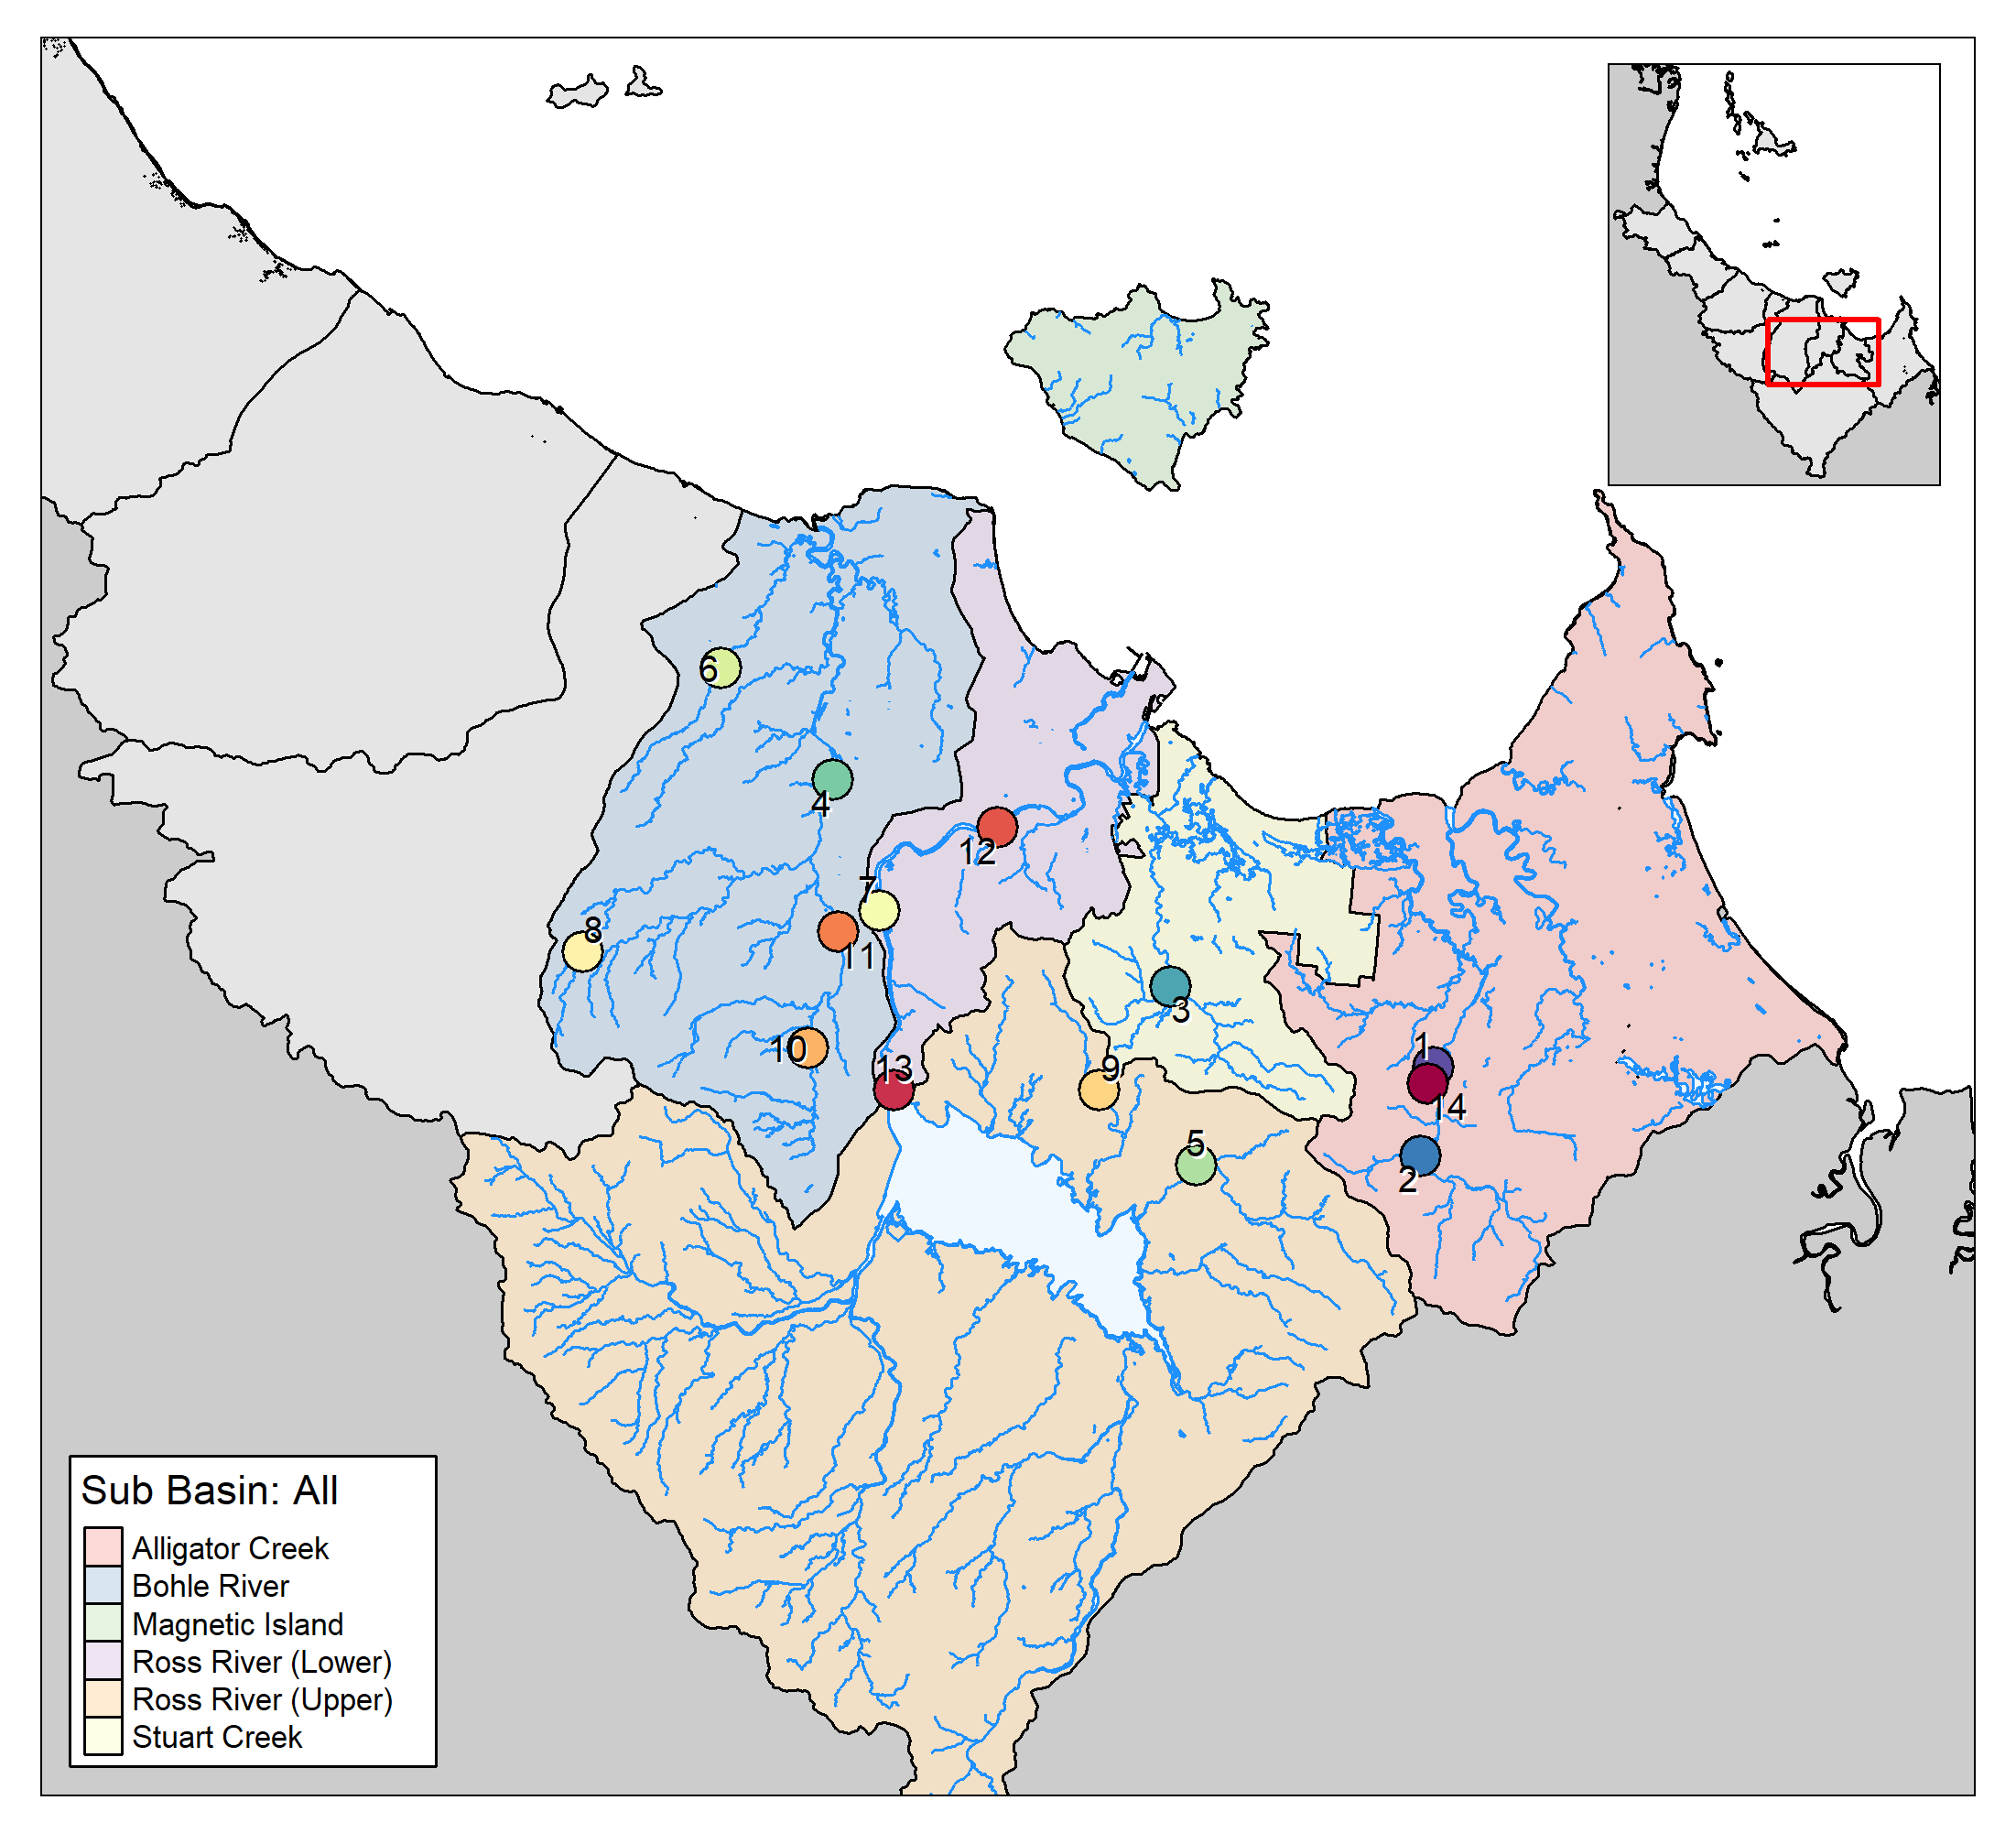 6
4
12
7
8
11
3
10
1
13
9
14
5
2
Sub Basin: All
Alligator Creek
Bohle River
Magnetic Island
Ross River (Lower)
Ross River (Upper)
Stuart Creek